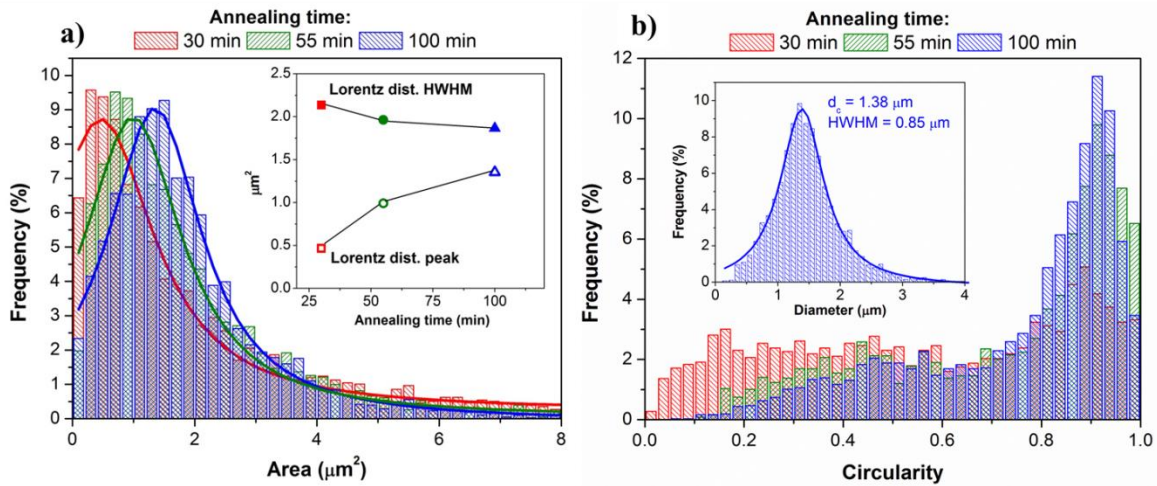 a)
Annealing time:
30 min 55 min 100 min
Frequency (%)
10
9
8
7
6
5
4
3
2
1
0
0 2 4 6 8
Area (μm²)
2.5
2.0
1.5
1.0
0.5
0.0
μm²
Lorentz dist. HWHM
Lorentz dist. peak
25 50 75 100
Annealing time (min)
b)
Annealing time:
30 min 55 min 100 min
Frequency (%)
12
10
8
6
4
2
0
0.0 0.2 0.4 0.6 0.8 1.0
Circularity
Frequency (%)
10
8
6
4
2
0
d_c = 1.38 μm
HWHM = 0.85 μm
0 1 2 3 4
Diameter (μm)